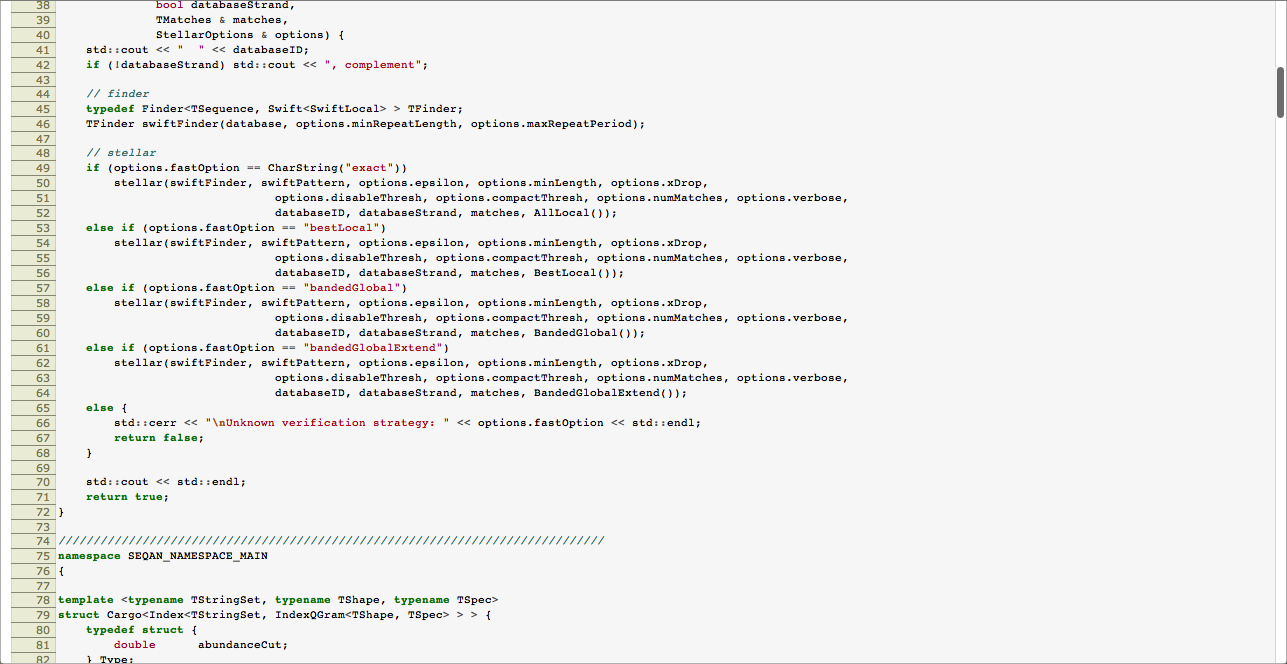 38               bool databaseStrand,
39               TMatches & matches,
40               StellarOptions & options) {
41     std::cout << "  " << databaseID;
42     if (!databaseStrand) std::cout << ", complement";
43
44     // finder
45     typedef Finder<TSequence, Swift<SwiftLocal> > TFinder;
46     TFinder swiftFinder(database, options.minRepeatLength, options.maxRepeatPeriod);
47
48     // stellar
49     if (options.fastOption == CharString("exact"))
50         stellar(swiftFinder, swiftPattern, options.epsilon, options.minLength, options.xDrop,
51                                options.disableThresh, options.compactThresh, options.numMatches, options.verbose,
52                                databaseID, databaseStrand, matches, AllLocal());
53     else if (options.fastOption == "bestLocal")
54         stellar(swiftFinder, swiftPattern, options.epsilon, options.minLength, options.xDrop,
55                                options.disableThresh, options.compactThresh, options.numMatches, options.verbose,
56                                databaseID, databaseStrand, matches, BestLocal());
57     else if (options.fastOption == "bandedGlobal")
58         stellar(swiftFinder, swiftPattern, options.epsilon, options.minLength, options.xDrop,
59                                options.disableThresh, options.compactThresh, options.numMatches, options.verbose,
60                                databaseID, databaseStrand, matches, BandedGlobal());
61     else if (options.fastOption == "bandedGlobalExtend")
62         stellar(swiftFinder, swiftPattern, options.epsilon, options.minLength, options.xDrop,
63                                options.disableThresh, options.compactThresh, options.numMatches, options.verbose,
64                                databaseID, databaseStrand, matches, BandedGlobalExtend());
65     else {
66         std::cerr << "\nUnknown verification strategy: " << options.fastOption << std::endl;
67         return false;
68     }
69
70     std::cout << std::endl;
71     return true;
72 }
73
74 //////////////////////////////////////////////////////////////////////////////
75 namespace SEQAN_NAMESPACE_MAIN
76 {
77
78 template <typename TStringSet, typename TShape, typename TSpec>
79 struct Cargo<Index<TStringSet, IndexQGram<TShape, TSpec> > > {
80     typedef struct {
81         double      abundanceCut;
82     } Type;